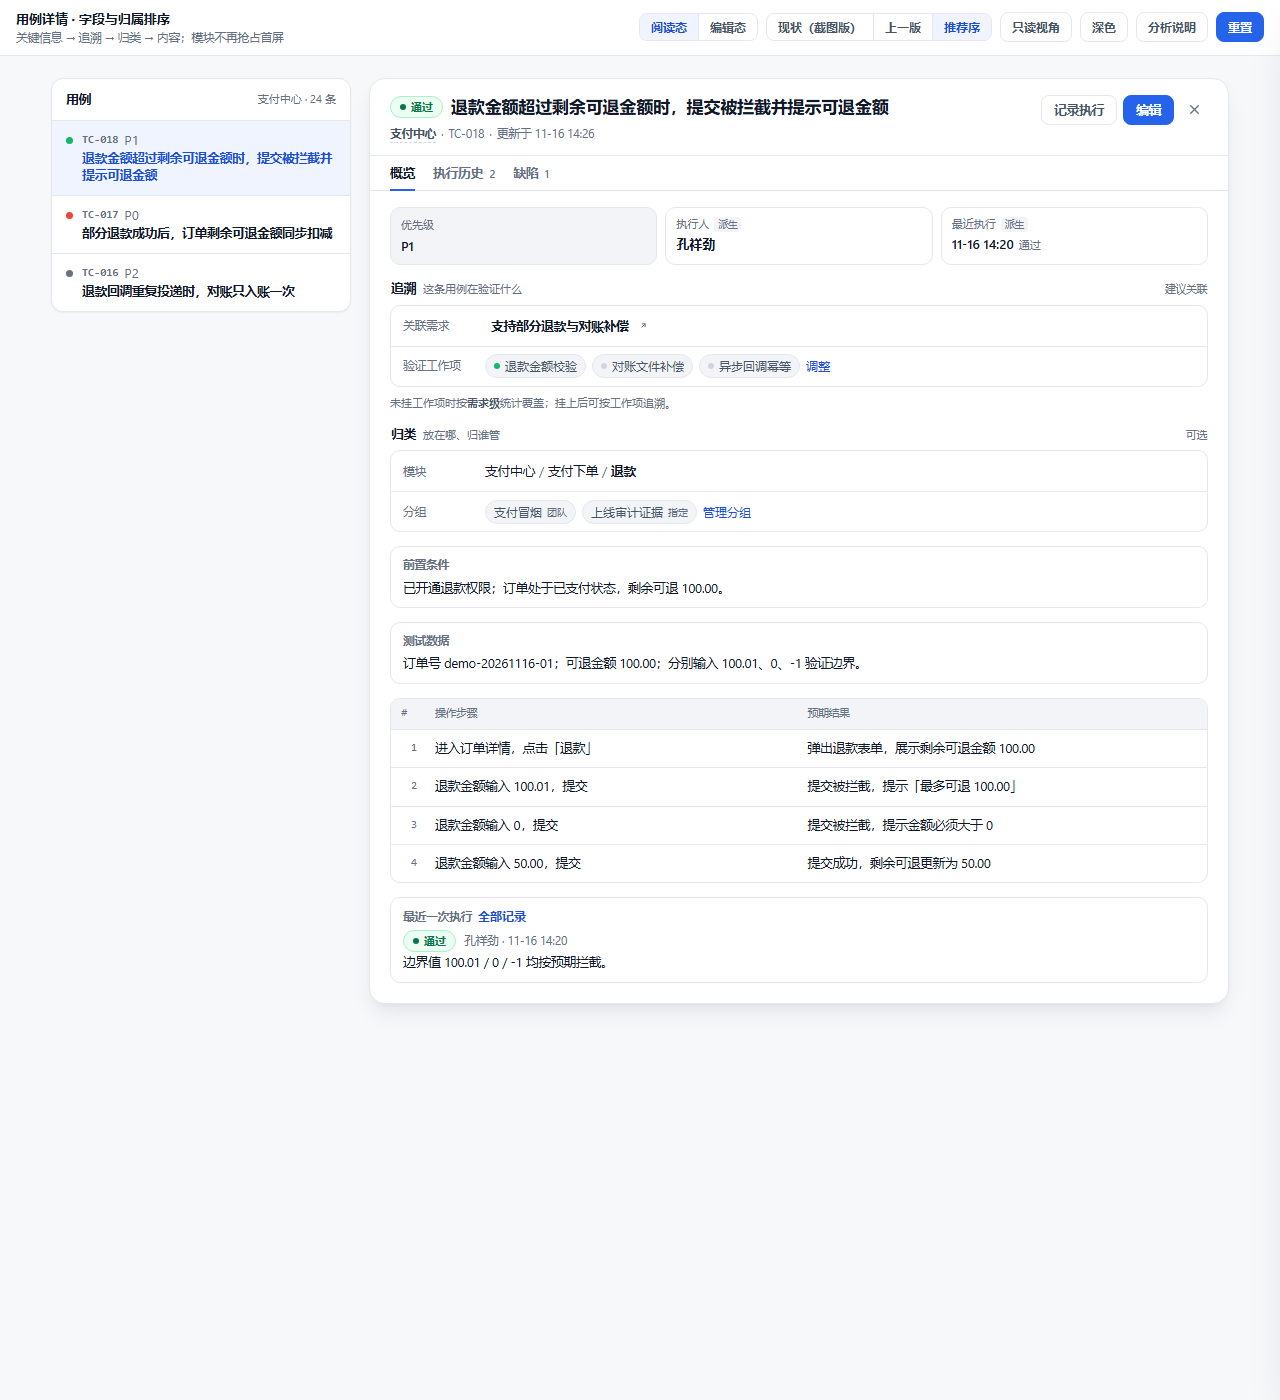 用例详情 · 字段与归属排序
关键信息 → 追溯 → 归类 → 内容；模块不再抢占首屏
阅读态 编辑态 现状（截图版） 上一版 推荐序 只读视角 深色 分析说明 重置
用例 支付中心 · 24 条
TC-018 P1
退款金额超过剩余可退金额时，提交被拦截并
提示可退金额
TC-017 P0
部分退款成功后，订单剩余可退金额同步扣减
TC-016 P2
退款回调重复投递时，对账只入账一次
通过 退款金额超过剩余可退金额时，提交被拦截并提示可退金额
支付中心 · TC-018 · 更新于 11-16 14:26
记录执行 编辑 ×
概览 执行历史 2 缺陷 1
优先级
P1
执行人 派生
孔祥劲
最近执行 派生
11-16 14:20 通过
追溯 这条用例在验证什么 建议关联
关联需求 支持部分退款与对账补偿 ↗
验证工作项 退款金额校验 对账文件补偿 异步回调幂等 调整
未挂工作项时按需求级统计覆盖；挂上后可按工作项追溯。
归类 放在哪、归谁管 可选
模块 支付中心 / 支付下单 / 退款
分组 支付冒烟 团队 上线审计证据 指定 管理分组
前置条件
已开通退款权限；订单处于已支付状态，剩余可退 100.00。
测试数据
订单号 demo-20261116-01；可退金额 100.00；分别输入 100.01、0、-1 验证边界。
# 操作步骤 预期结果
1 进入订单详情，点击「退款」 弹出退款表单，展示剩余可退金额 100.00
2 退款金额输入 100.01，提交 提交被拦截，提示「最多可退 100.00」
3 退款金额输入 0，提交 提交被拦截，提示金额必须大于 0
4 退款金额输入 50.00，提交 提交成功，剩余可退更新为 50.00
最近一次执行 全部记录
通过 孔祥劲 · 11-16 14:20
边界值 100.01 / 0 / -1 均按预期拦截。